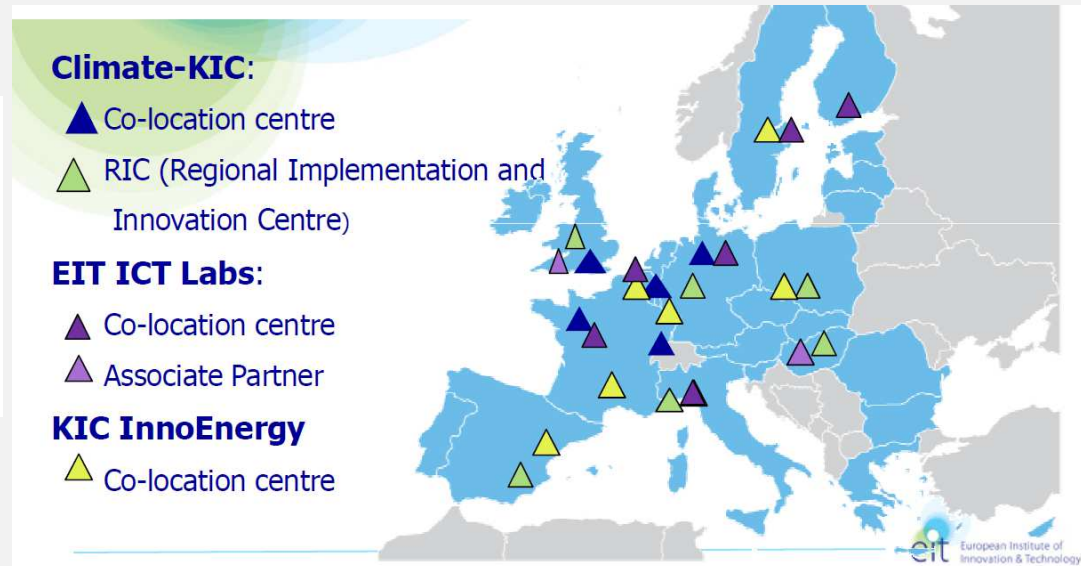 Climate-KIC:
Co-location centre
RIC (Regional Implementation and
Innovation Centre)
EIT ICT Labs:
Co-location centre
Associate Partner
KIC InnoEnergy
Co-location centre
eit
European Institute of
Innovation & Technology